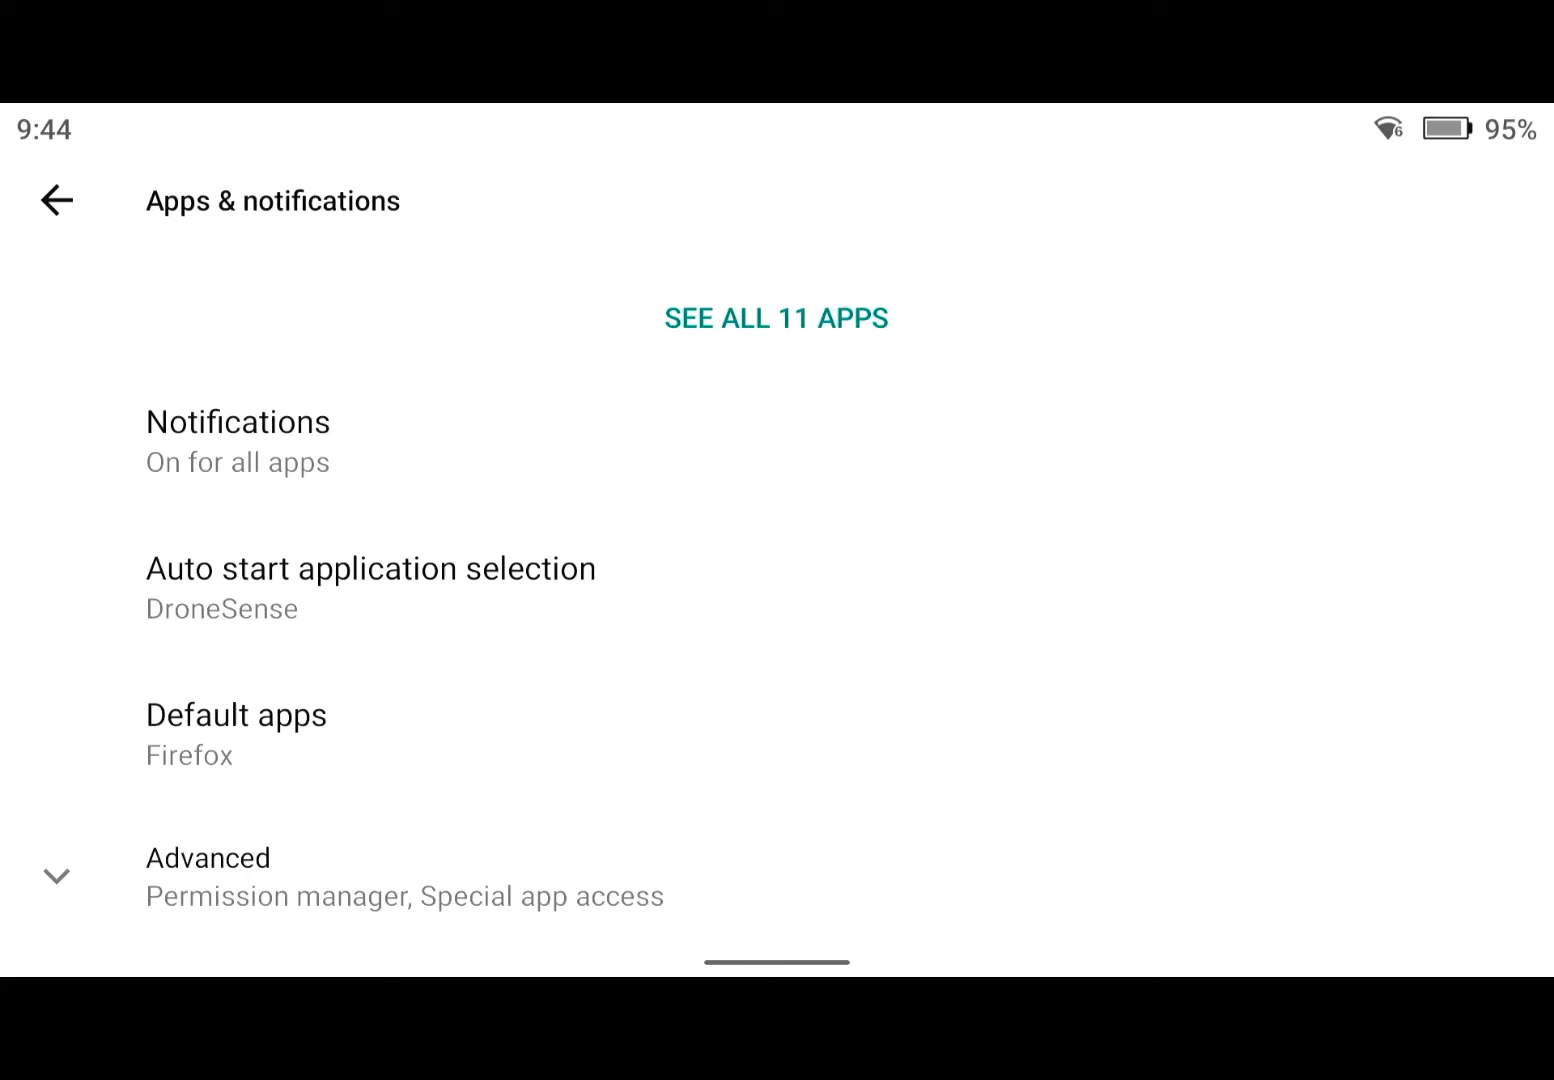 9:44
6
95%
Apps & notifications
SEE ALL 11 APPS
Notifications
On for all apps
Auto start application selection
DroneSense
Default apps
Firefox
Advanced
Permission manager, Special app access